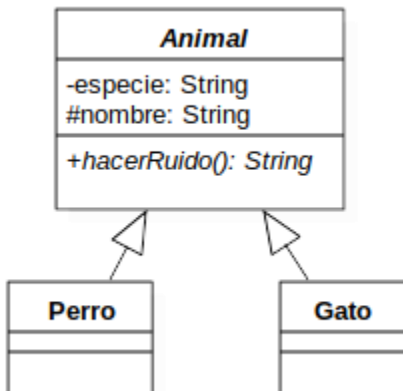 Animal
-especie: String
#nombre: String
+hacerRuido(): String
Perro
Gato